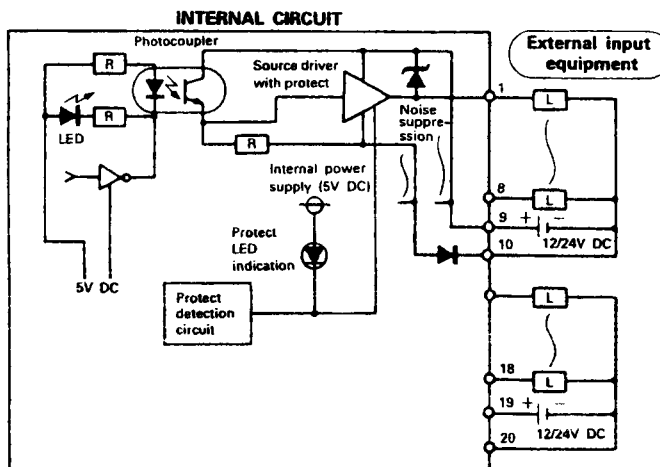 INTERNAL CIRCUIT
Photocoupler
External input
equipment
R
Source driver
with protect
1
L
LED
R
Noise
suppre-
ssion
R
Internal power
supply (5V DC)
8
L
9
+
−
Protect
LED
indication
10
12/24V DC
5V DC
L
Protect
detection
circuit
18
L
19
+
−
12/24V DC
20